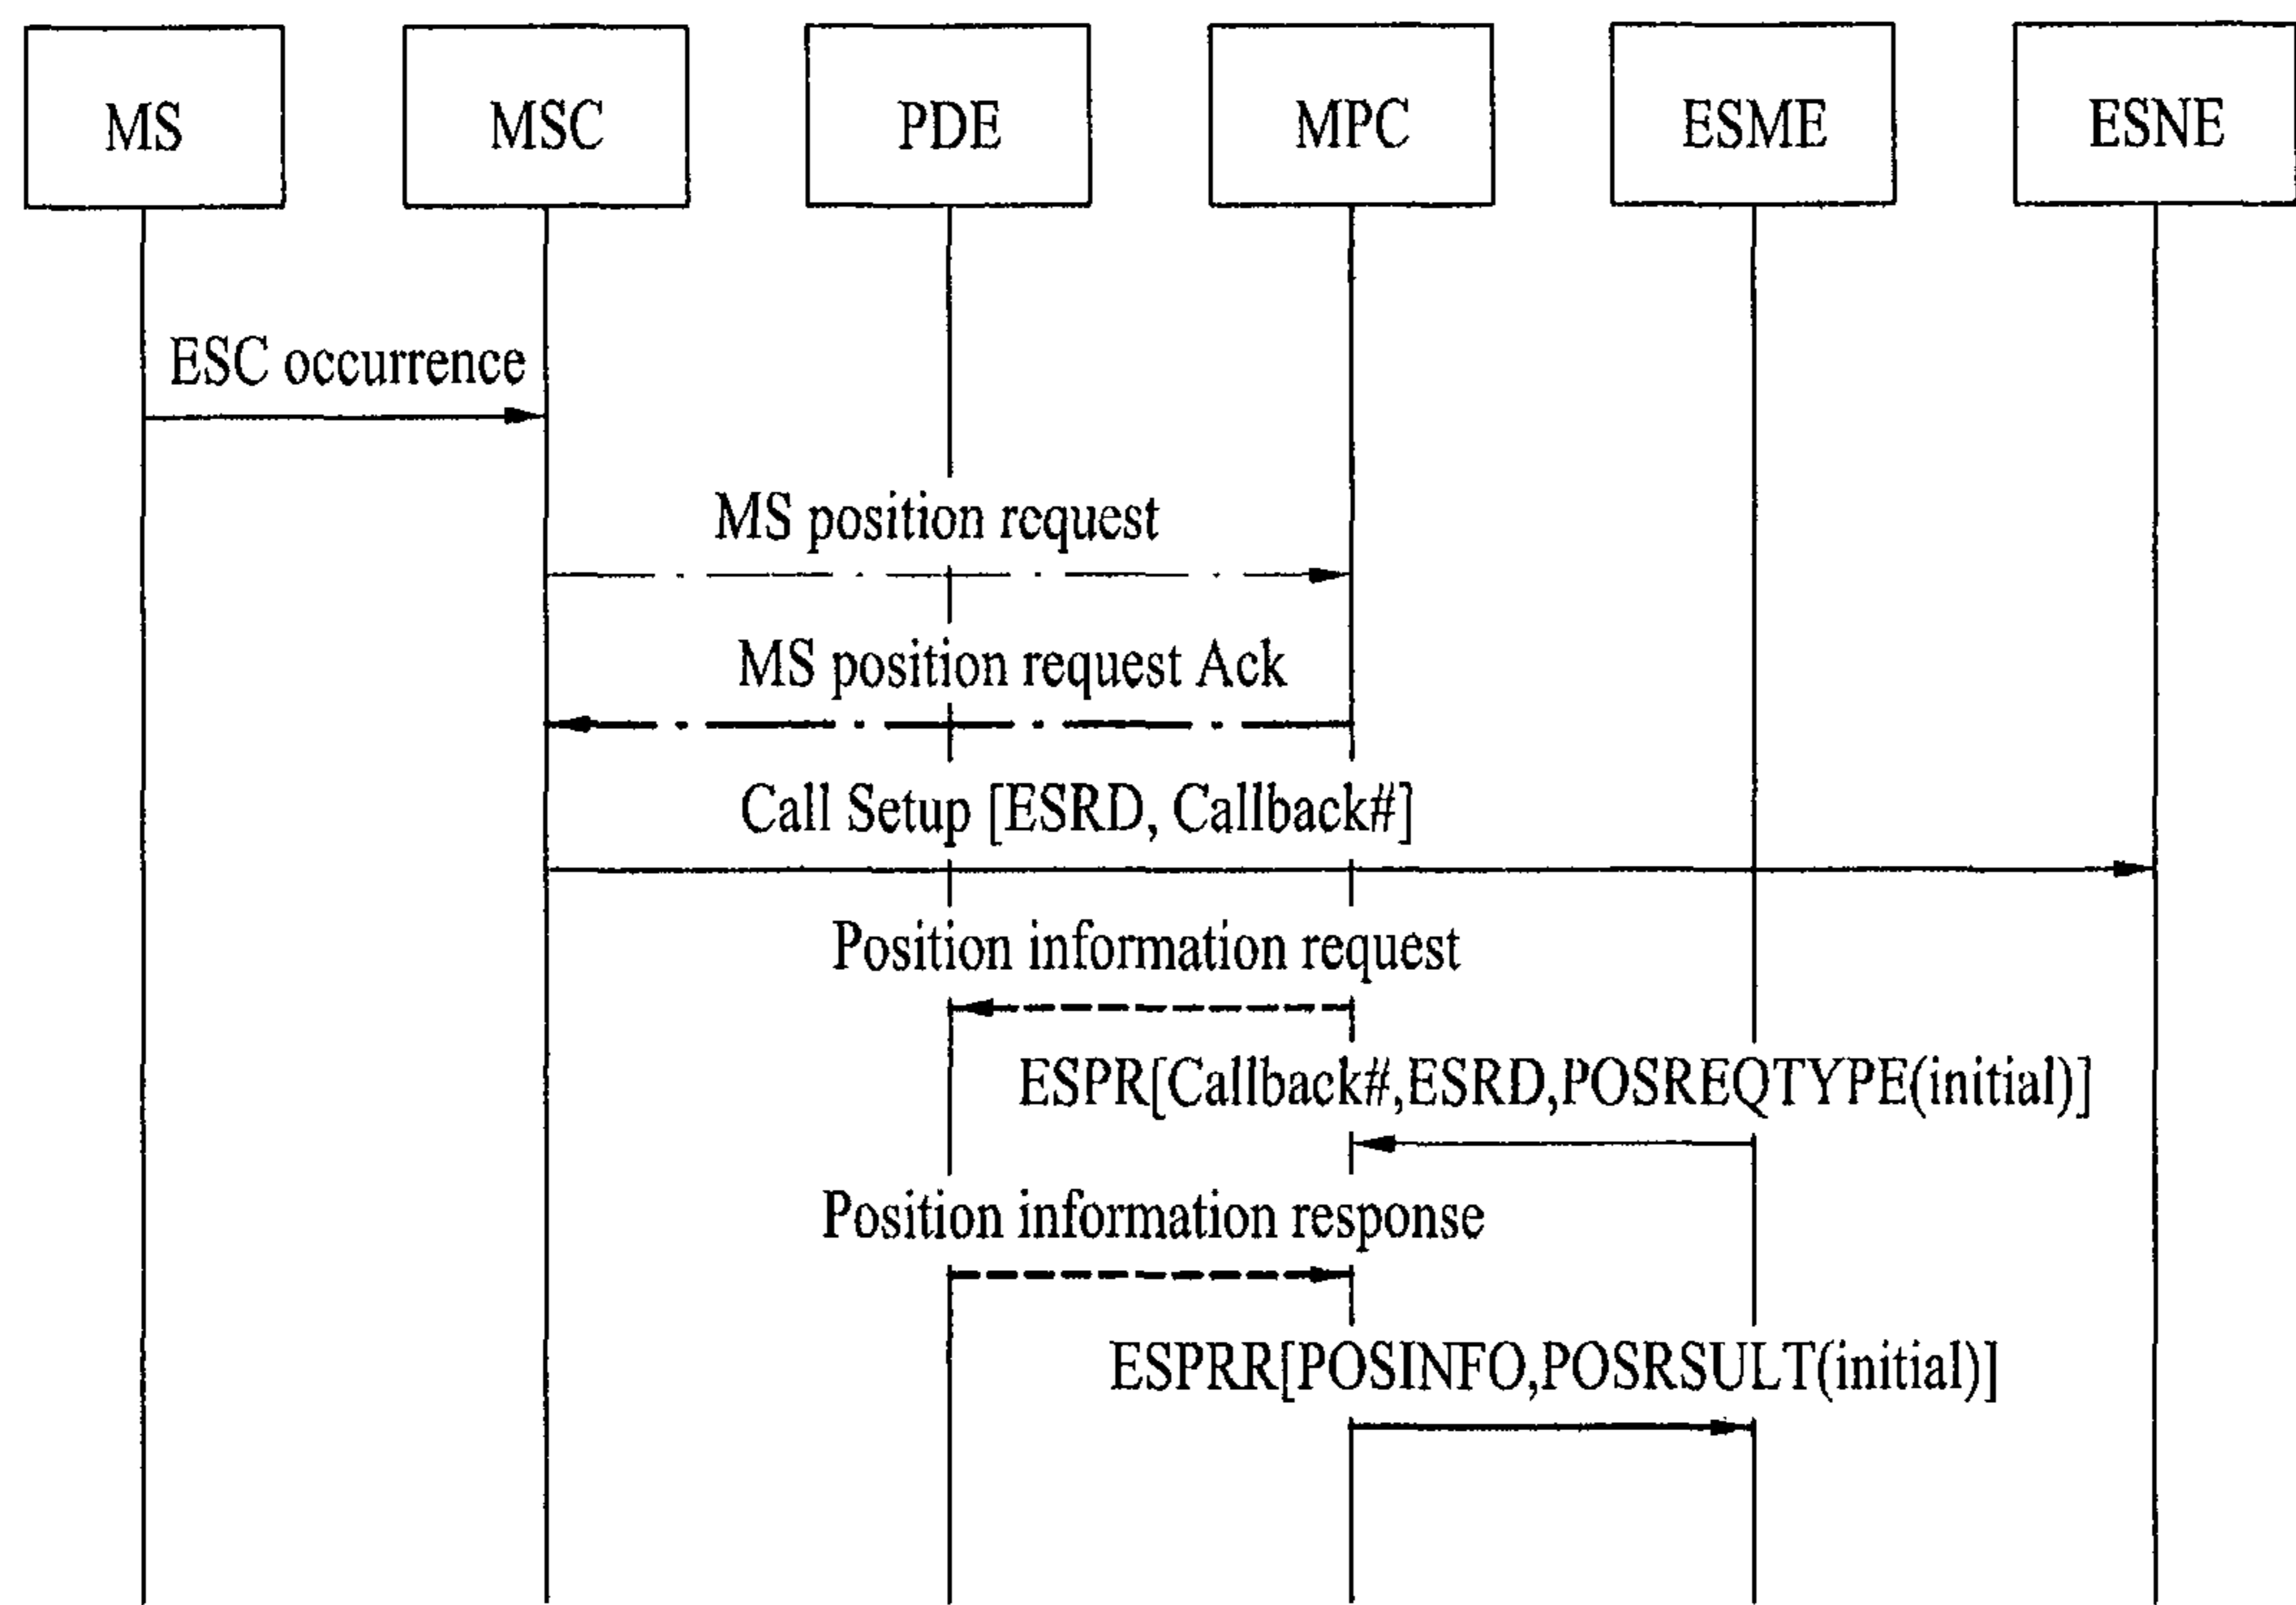 MS
MSC
PDE
MPC
ESME
ESNE
ESC occurrence
MS position request
MS position request Ack
Call Setup [ESRD, Callback#]
Position information request
ESPR[Callback#,ESRD,POSREQTYPE(initial)]
Position information response
ESPRR[POSINFO,POSRSULT(initial)]